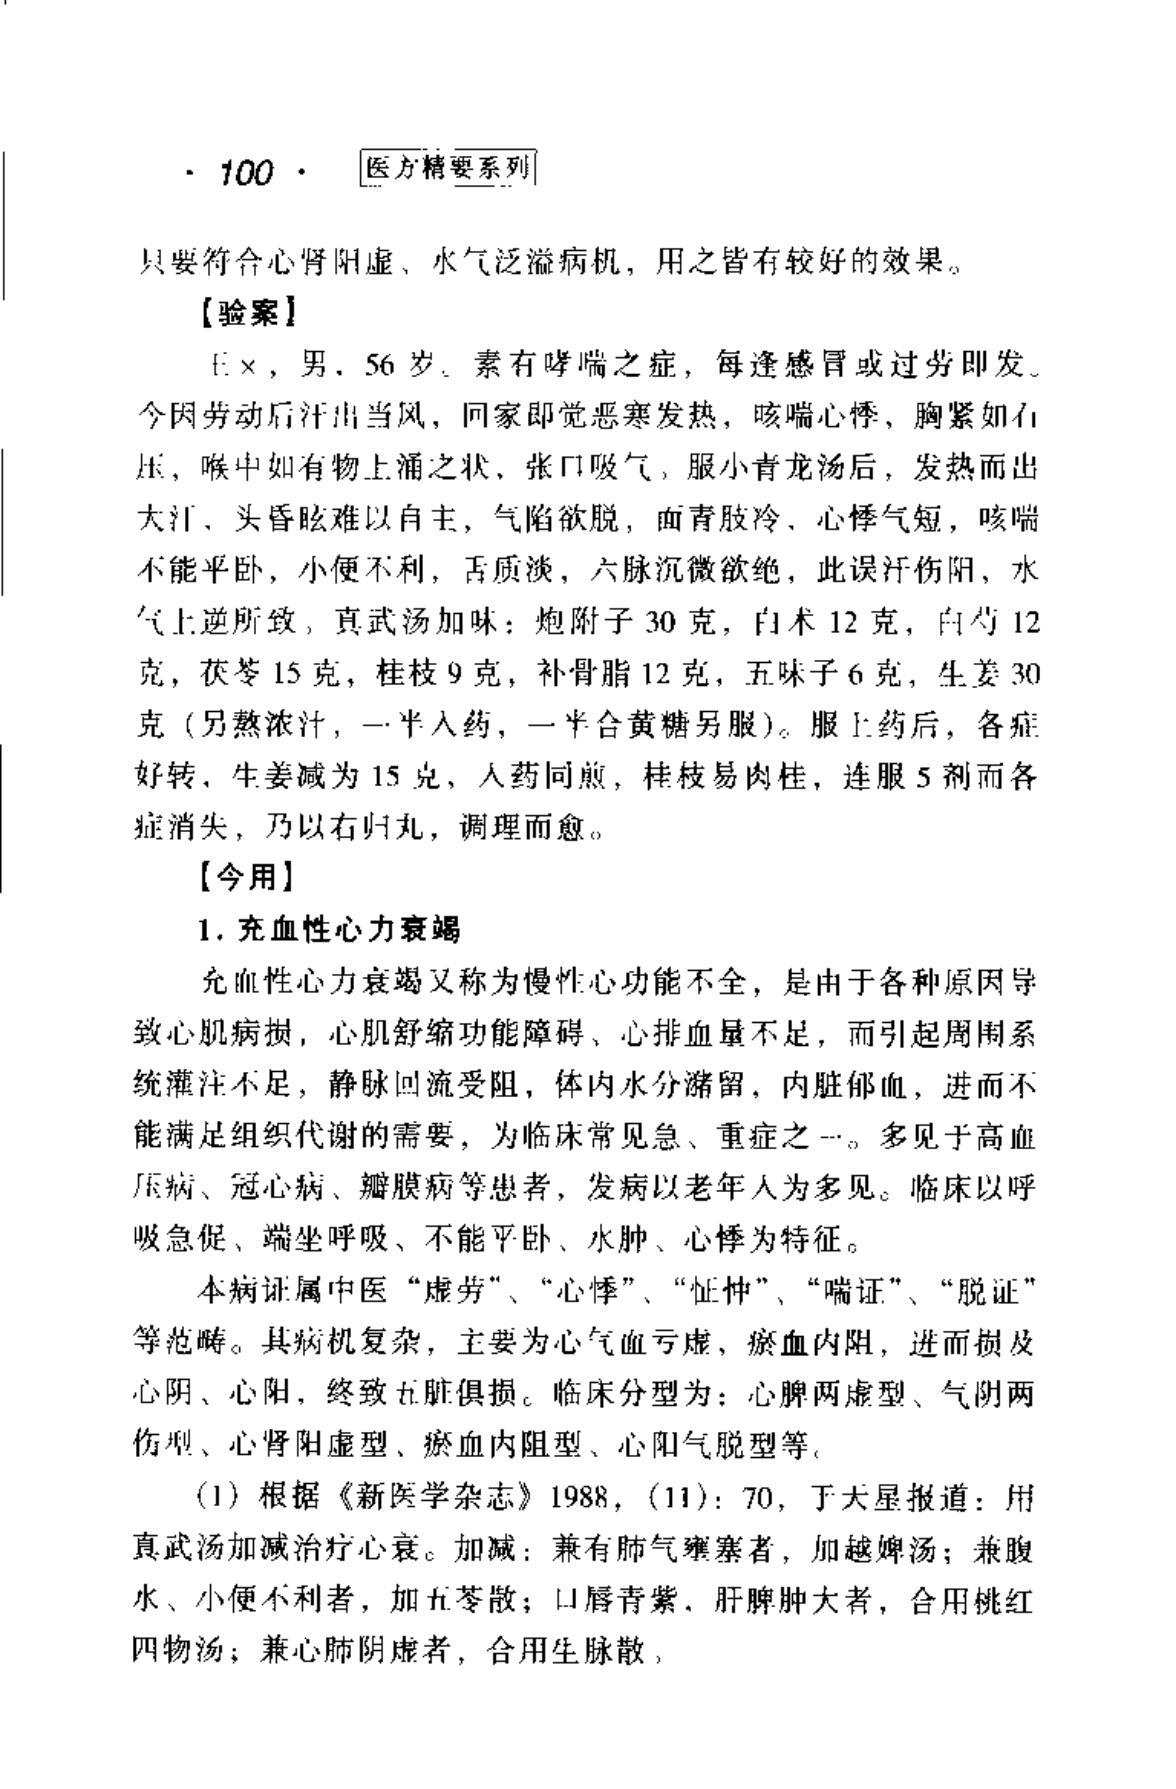 · 100 · 医方精要系列
只要符合心肾阳虚、水气泛溢病机，用之皆有较好的效果。
【验案】
王×，男，56 岁。素有哮喘之症，每逢感冒或过劳即发。
今因劳动后汗出当风，回家即觉恶寒发热，咳喘心悸，胸紧如石
压，喉中如有物上涌之状，张口吸气。服小青龙汤后，发热而出
大汗、头昏眩难以自主，气陷欲脱，面青肢冷、心悸气短，咳喘
不能平卧，小便不利，舌质淡，六脉沉微欲绝，此误汗伤阳，水
气上逆所致。真武汤加味：炮附子 30 克，白术 12 克，白芍 12
克，茯苓 15 克，桂枝 9 克，补骨脂 12 克，五味子 6 克，生姜 30
克（另熬浓汁，一半入药，一半合黄糖另服）。服上药后，各症
好转，生姜减为 15 克，入药同煎，桂枝易肉桂，连服 5 剂而各
症消失，乃以右归丸，调理而愈。
【今用】
1. 充血性心力衰竭
充血性心力衰竭又称为慢性心功能不全，是由于各种原因导
致心肌病损，心肌舒缩功能障碍、心排血量不足，而引起周围系
统灌注不足，静脉回流受阻，体内水分潴留，内脏郁血，进而不
能满足组织代谢的需要，为临床常见急、重症之一。多见于高血
压病、冠心病、瓣膜病等患者，发病以老年人为多见。临床以呼
吸急促、端坐呼吸、不能平卧、水肿、心悸为特征。
本病证属中医“虚劳”、“心悸”、“怔忡”、“喘证”、“脱证”
等范畴。其病机复杂，主要为心气血亏虚，瘀血内阻，进而损及
心阴、心阳，终致五脏俱损。临床分型为：心脾两虚型、气阴两
伤型、心肾阳虚型、瘀血内阻型、心阳气脱型等。
（1）根据《新医学杂志》1988，（11）：70，于天星报道：用
真武汤加减治疗心衰。加减：兼有肺气壅塞者，加越婢汤；兼腹
水、小便不利者，加五苓散；口唇青紫，肝脾肿大者，合用桃红
四物汤；兼心肺阴虚者，合用生脉散。